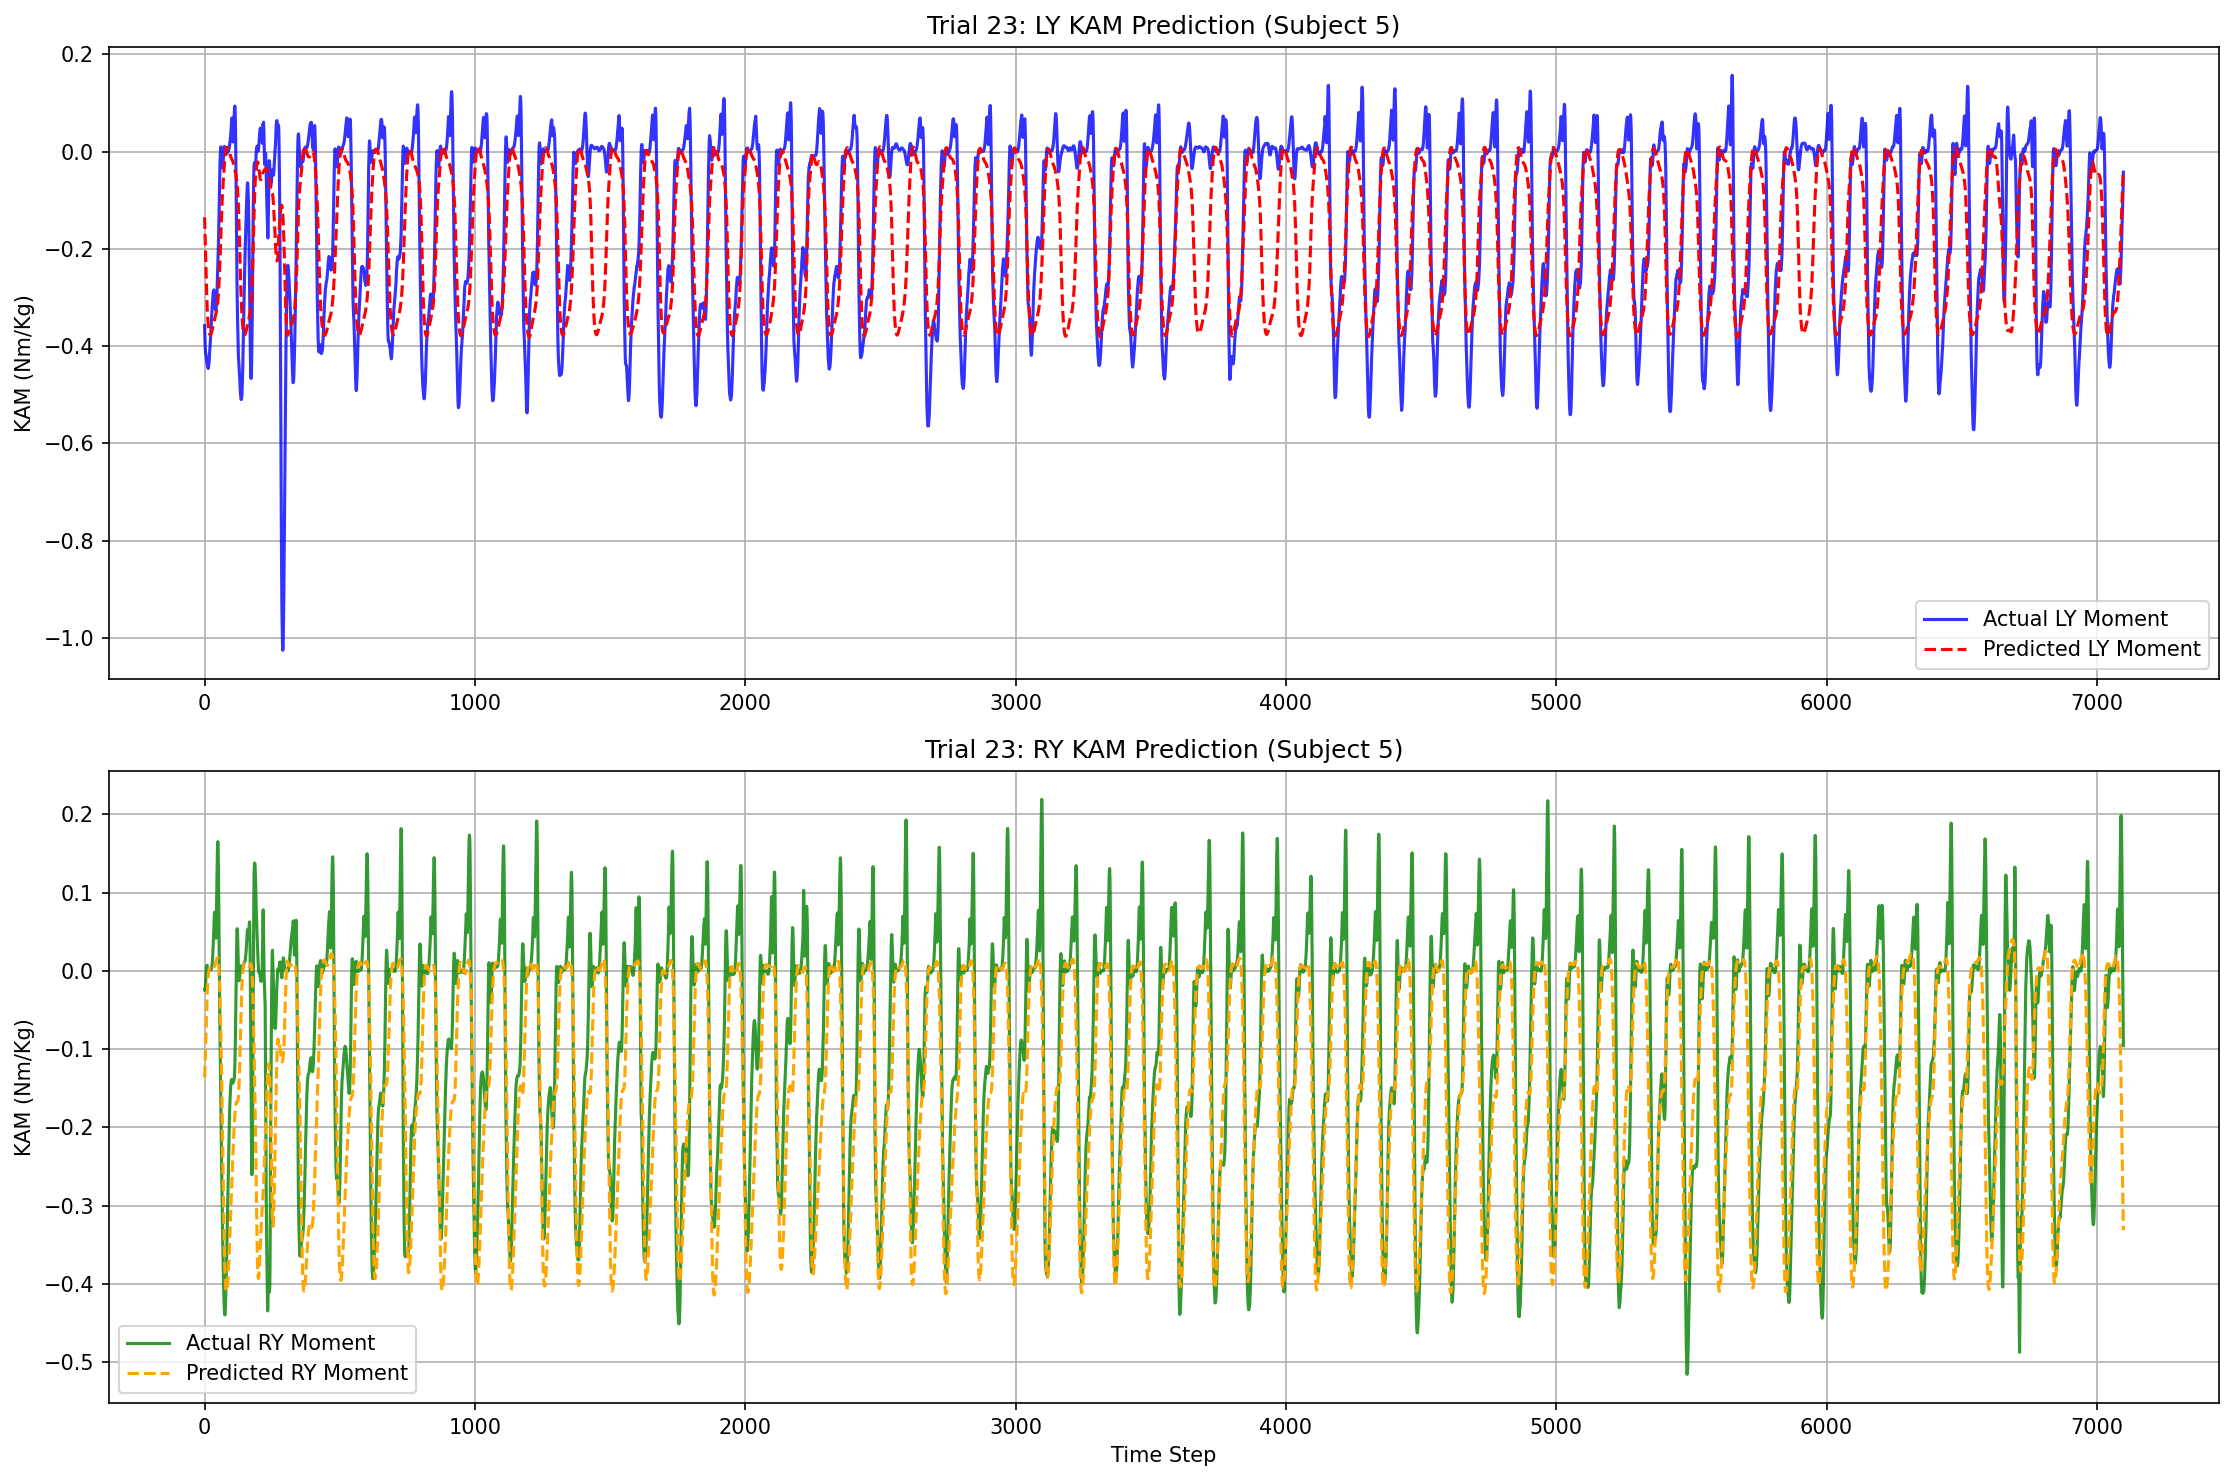 Trial 23: LY KAM Prediction (Subject 5)
KAM (Nm/Kg)
0.2
0.0
−0.2
−0.4
−0.6
−0.8
−1.0
Actual LY Moment
Predicted LY Moment
0 1000 2000 3000 4000 5000 6000 7000
Trial 23: RY KAM Prediction (Subject 5)
KAM (Nm/Kg)
0.2
0.1
0.0
−0.1
−0.2
−0.3
−0.4
−0.5
Actual RY Moment
Predicted RY Moment
0 1000 2000 3000 4000 5000 6000 7000
Time Step